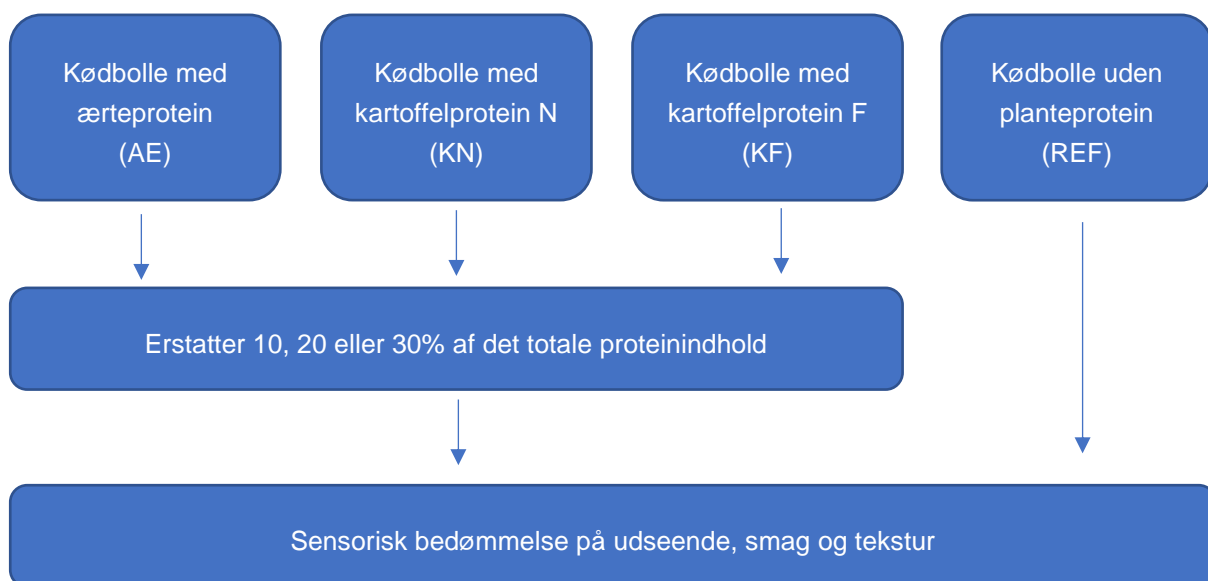 Kødbolle med
ærteprotein
(AE)
Kødbolle med
kartoffelprotein N
(KN)
Kødbolle med
kartoffelprotein F
(KF)
Kødbolle uden
planteprotein
(REF)
Erstatter 10, 20 eller 30% af det totale proteinindhold
Sensorisk bedømmelse på udseende, smag og tekstur